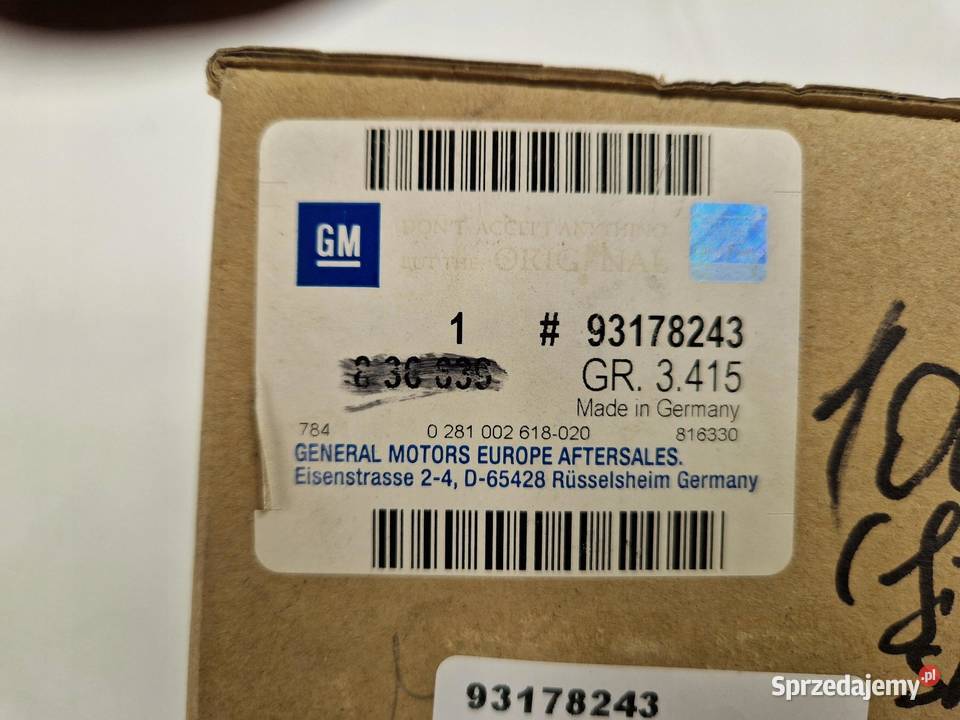 GM
DON'T ACCEPT ANYTHING
BUT THE ORIGINAL
1 # 93178243
GR. 3.415
Made in Germany
784 0 281 002 618-020 816330
GENERAL MOTORS EUROPE AFTERSALES.
Eisenstrasse 2-4, D-65428 Rüsselsheim Germany
93178243
Sprzedajemy.pl